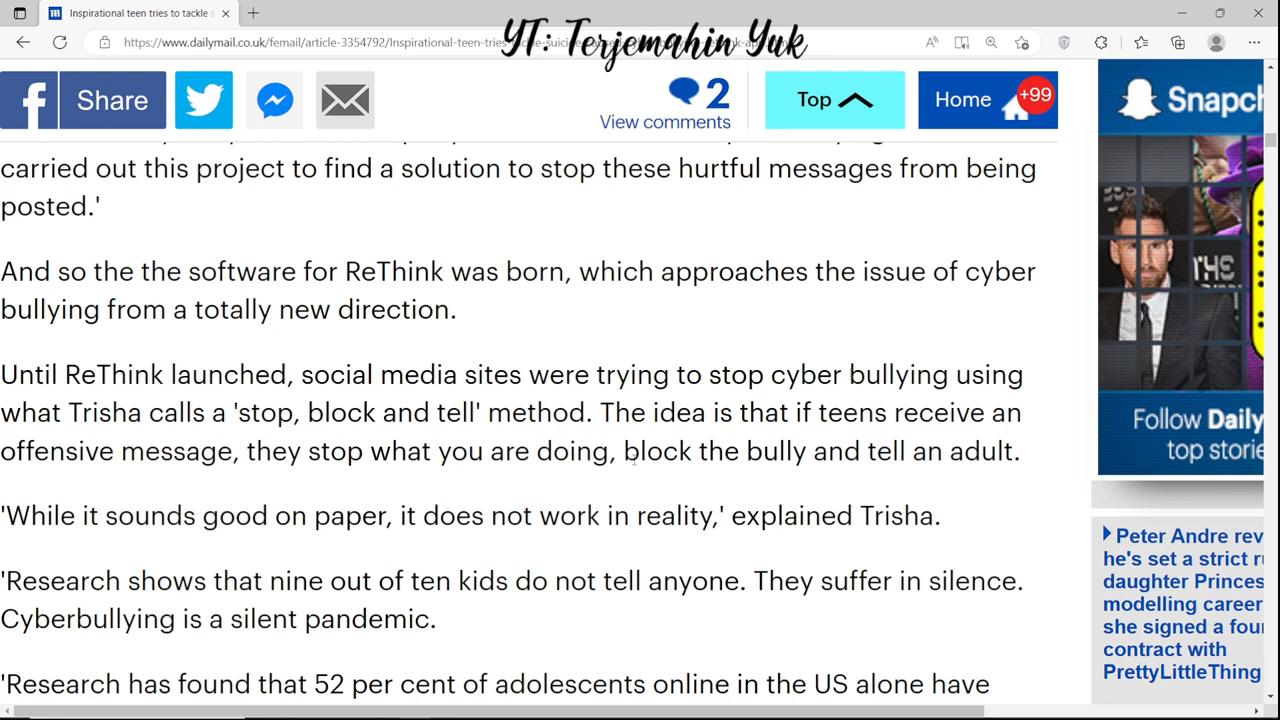 Inspirational teen tries to tackle s
https://www.dailymail.co.uk/femail/article-3354792/Inspirational-teen-tries-
YT: Terjemahin Yuk
Share
2
View comments
Top
Home
+99
Snapch
carried out this project to find a solution to stop these hurtful messages from being
posted.'
And so the the software for ReThink was born, which approaches the issue of cyber
bullying from a totally new direction.
Until ReThink launched, social media sites were trying to stop cyber bullying using
what Trisha calls a 'stop, block and tell' method. The idea is that if teens receive an
offensive message, they stop what you are doing, block the bully and tell an adult.
'While it sounds good on paper, it does not work in reality,' explained Trisha.
'Research shows that nine out of ten kids do not tell anyone. They suffer in silence.
Cyberbullying is a silent pandemic.
'Research has found that 52 per cent of adolescents online in the US alone have
THE
Follow Daily
top storie
Peter Andre rev
he's set a strict ru
daughter Princes
modelling career
she signed a four
contract with
PrettyLittleThing